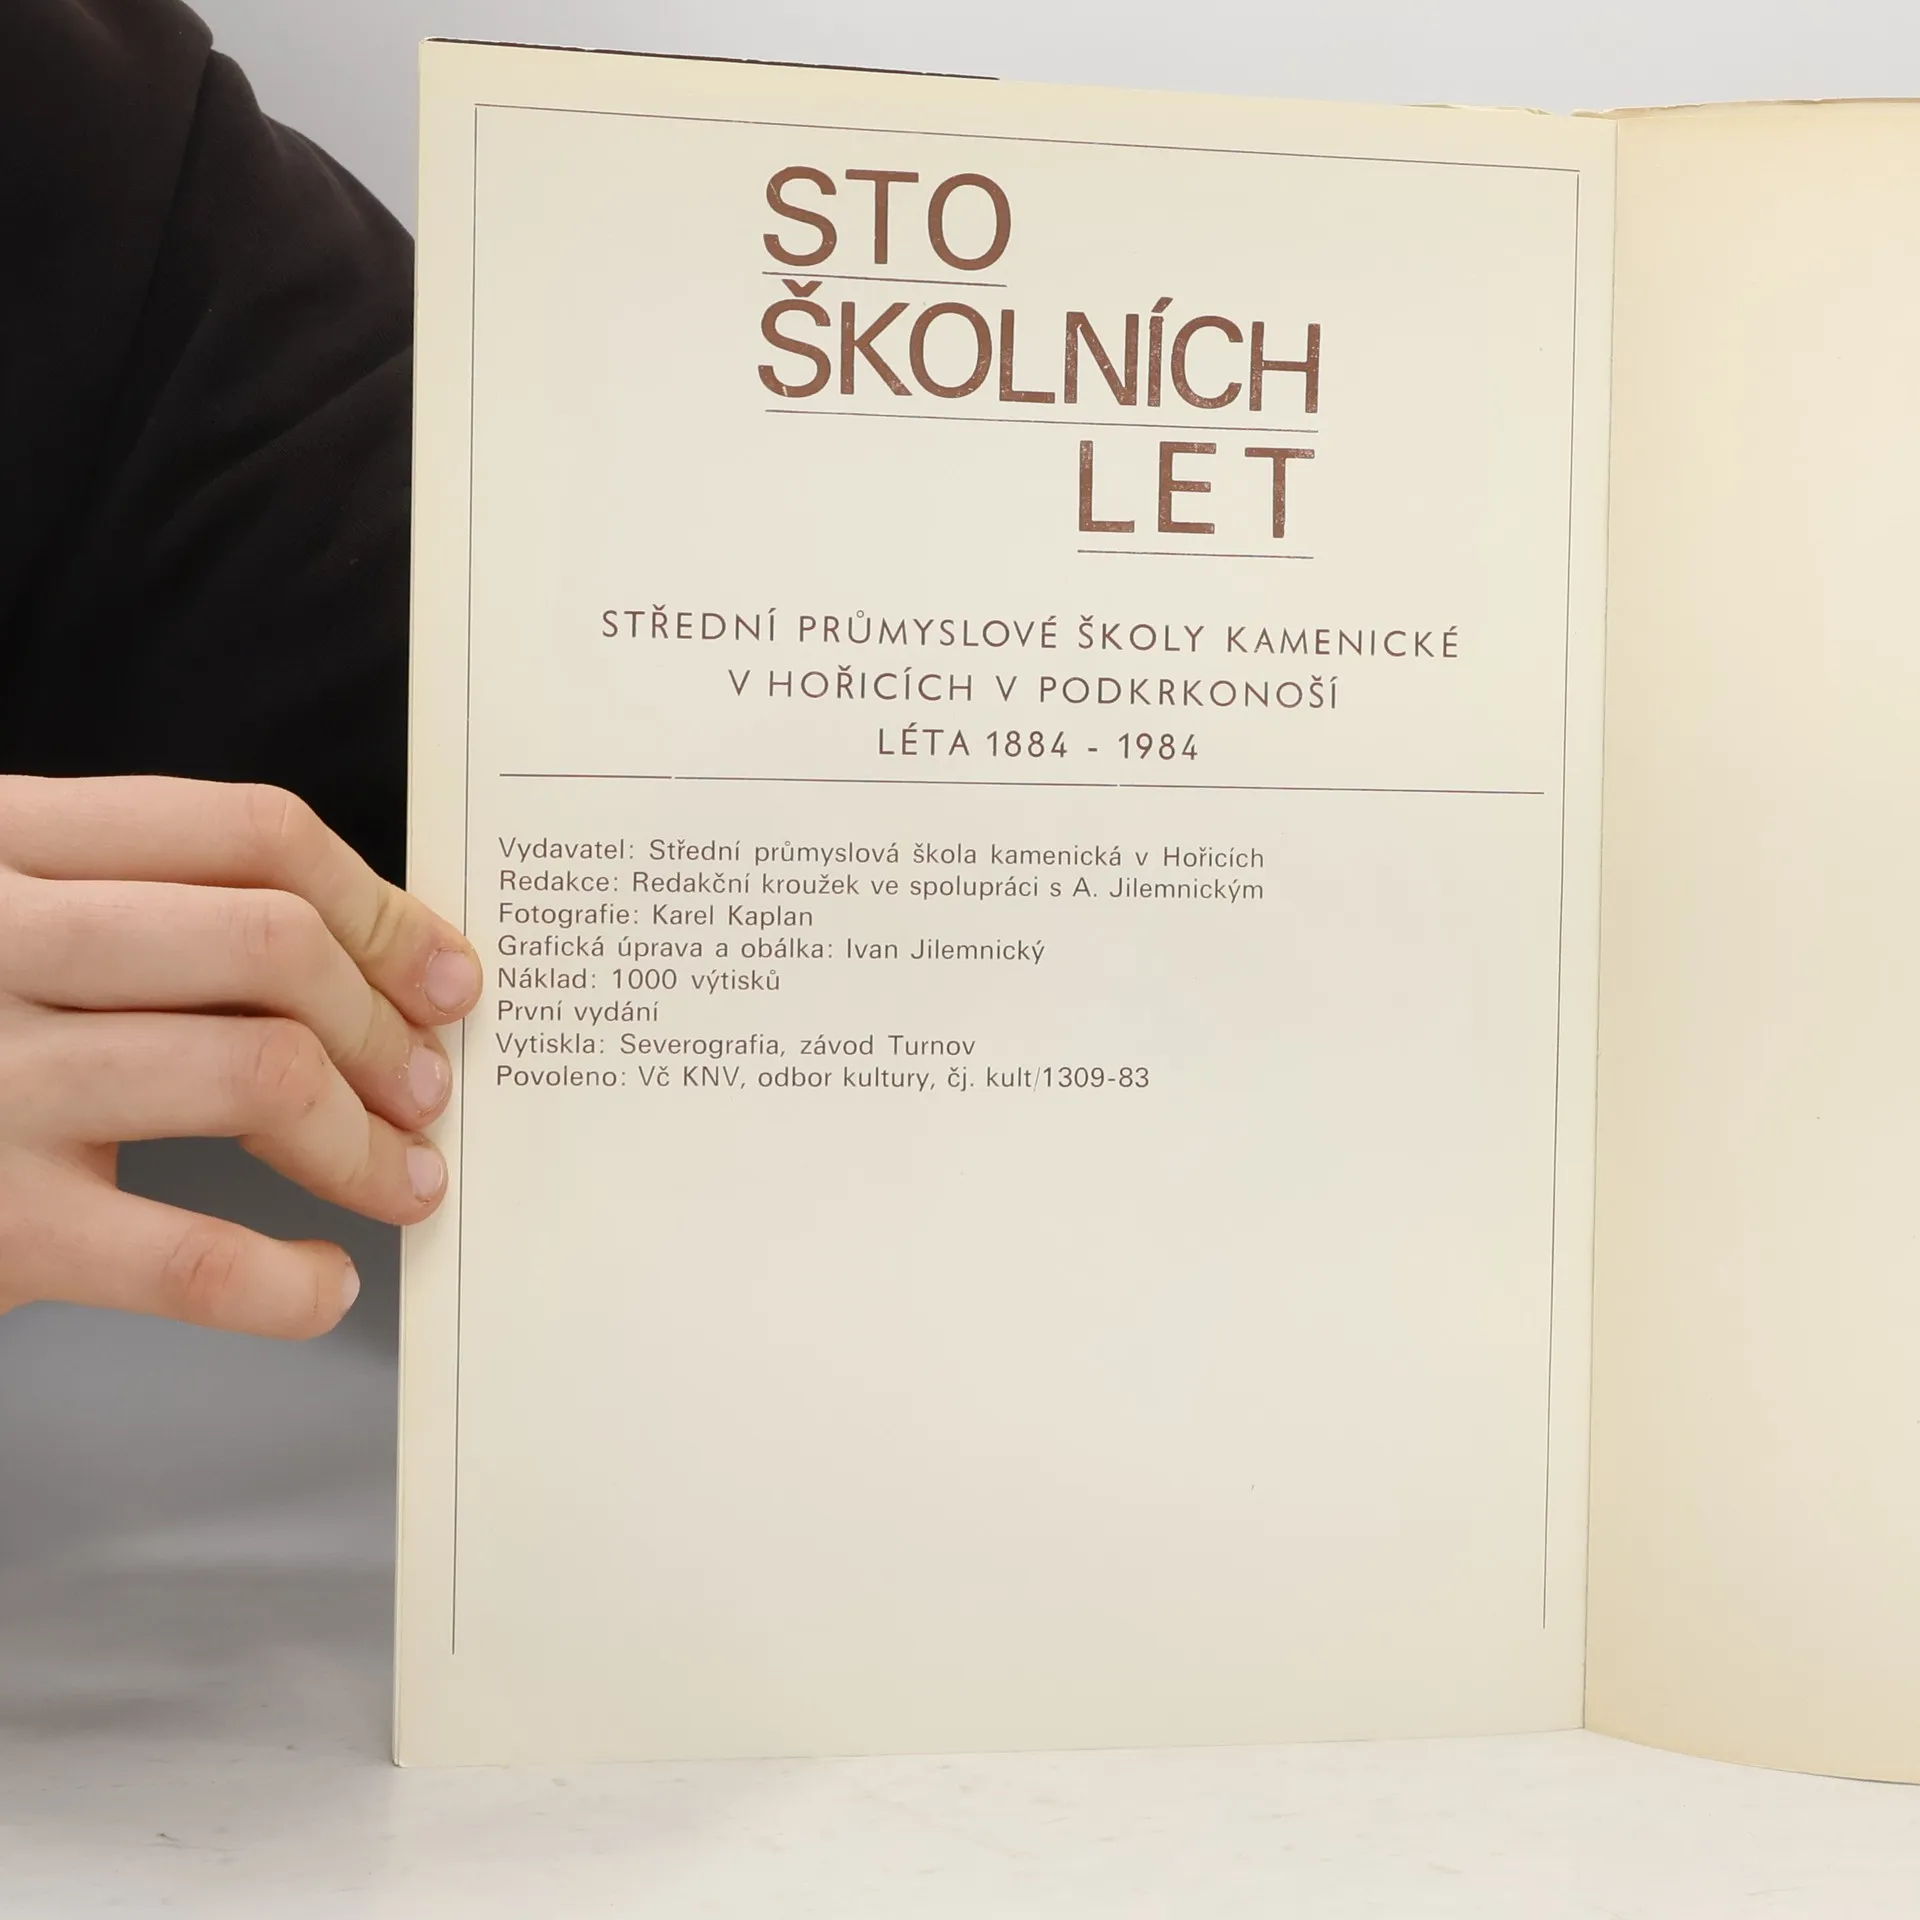 STO
ŠKOLNÍCH
LET
STŘEDNÍ PRŮMYSLOVÉ ŠKOLY KAMENICKÉ
V HOŘICÍCH V PODKRKONOŠÍ
LÉTA 1884 - 1984
Vydavatel: Střední průmyslová škola kamenická v Hořicích
Redakce: Redakční kroužek ve spolupráci s A. Jilemnickým
Fotografie: Karel Kaplan
Grafická úprava a obálka: Ivan Jilemnický
Náklad: 1000 výtisků
První vydání
Vytiskla: Severografia, závod Turnov
Povoleno: Vč KNV, odbor kultury, čj. kult/1309-83